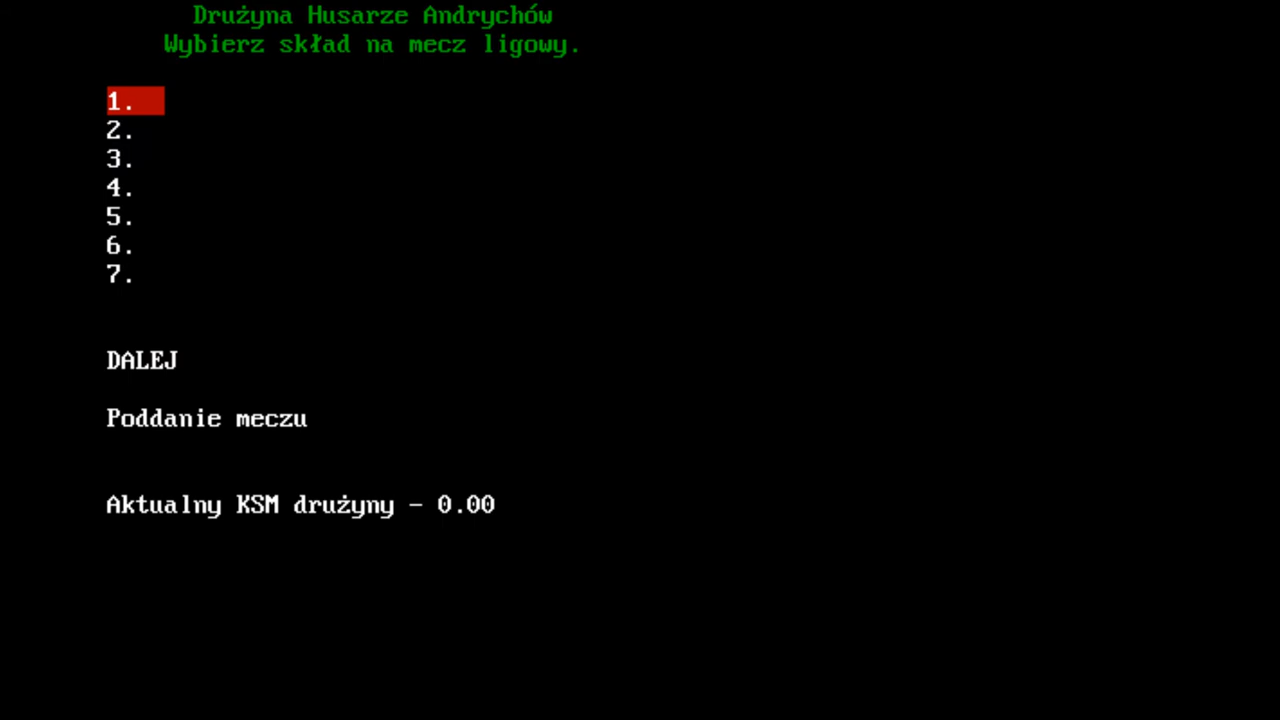 Drużyna Husarze Andrychów
Wybierz skład na mecz ligowy.
1.
2.
3.
4.
5.
6.
7.
DALEJ
Poddanie meczu
Aktualny KSM drużyny - 0.00